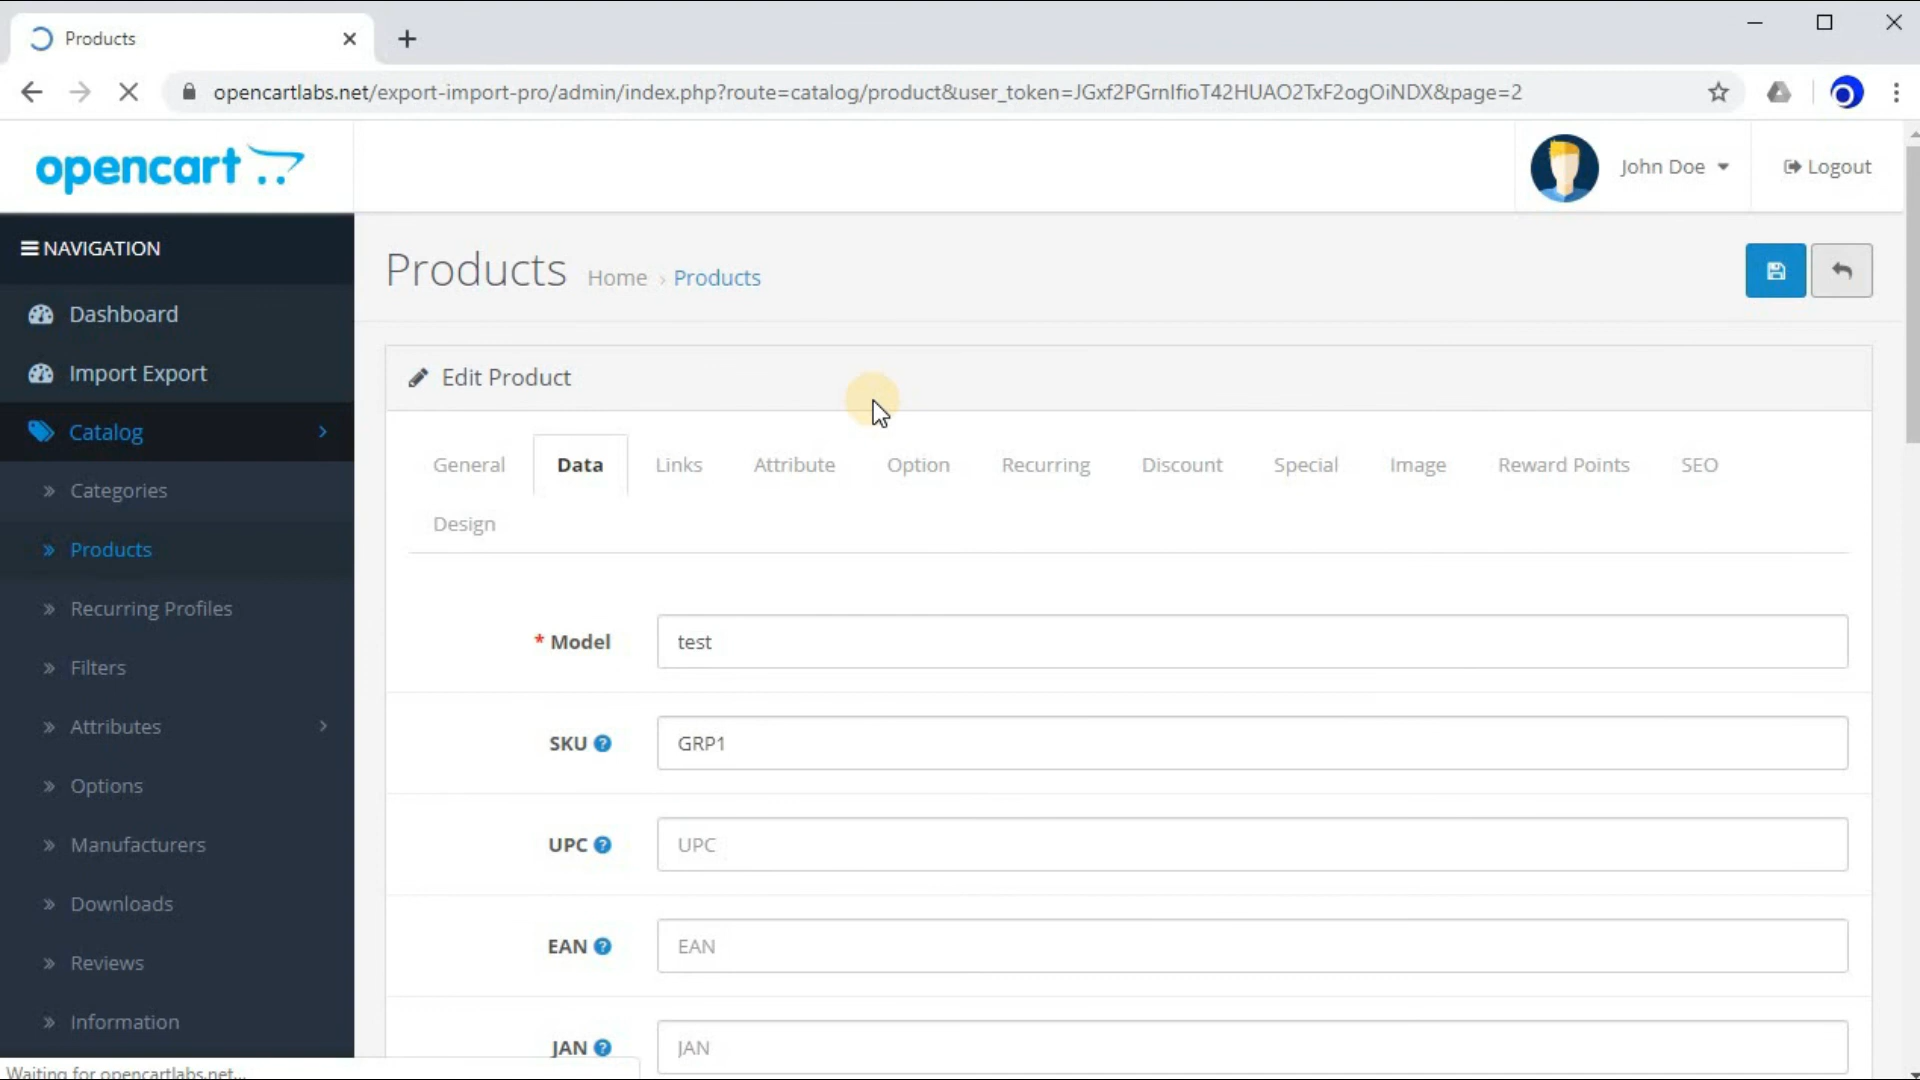 Products
opencartlabs.net/export-import-pro/admin/index.php?route=catalog/product&user_token=JGxf2PGrnlfioT42HUAO2TxF2ogOiNDX&page=2
opencart
John Doe
Logout
NAVIGATION
Products
Home › Products
Dashboard
Import Export
Edit Product
Catalog
General
Data
Links
Attribute
Option
Recurring
Discount
Special
Image
Reward Points
SEO
Design
» Categories
» Products
» Recurring Profiles
» Filters
» Attributes
» Options
» Manufacturers
» Downloads
» Reviews
» Information
* Model
test
SKU ?
GRP1
UPC ?
UPC
EAN ?
EAN
JAN ?
JAN
Waiting for opencartlabs.net...